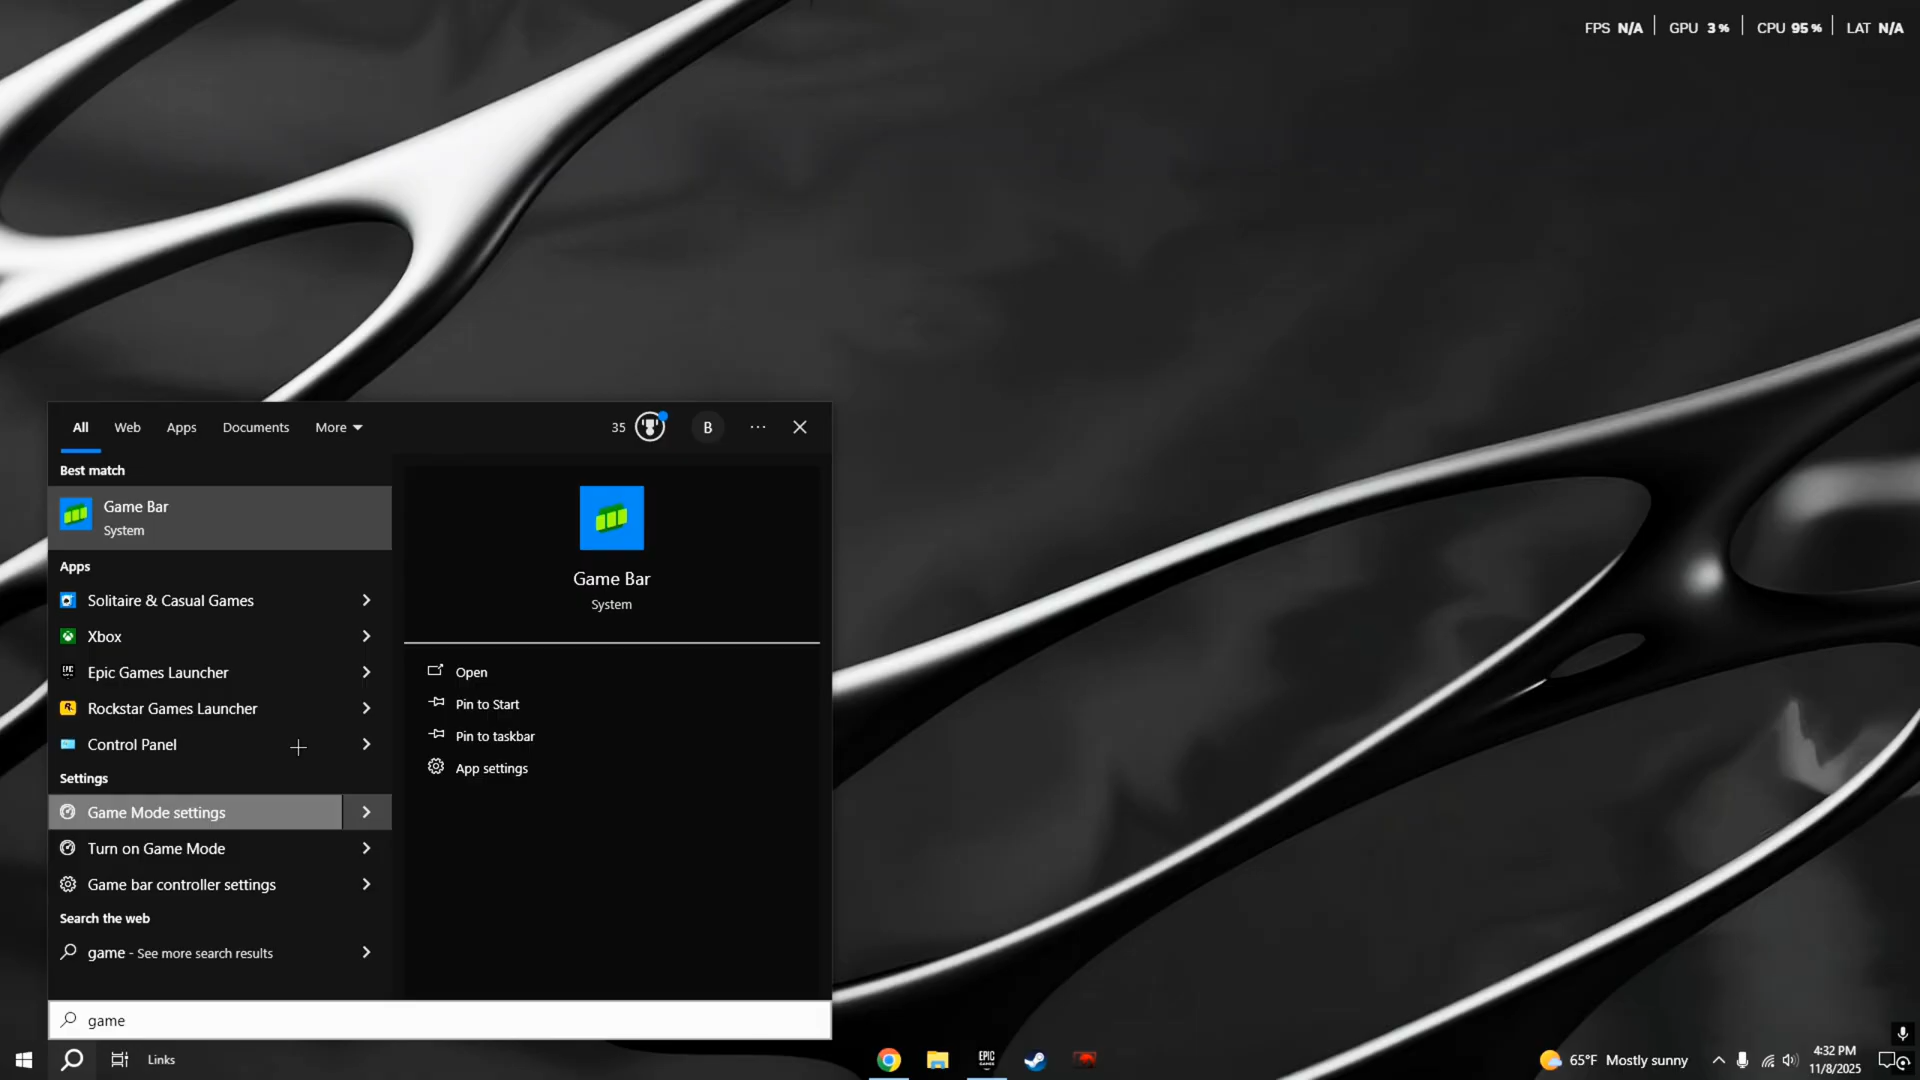 FPS N/A GPU 3% CPU 95% LAT N/A
All Web Apps Documents More 35 B ...
Best match
Game Bar
System
Apps
Solitaire & Casual Games
Xbox
Epic Games Launcher
Rockstar Games Launcher
Control Panel
Settings
Game Mode settings
Turn on Game Mode
Game bar controller settings
Search the web
game - See more search results
Game Bar
System
Open
Pin to Start
Pin to taskbar
App settings
game
Links
EPIC
GAMES
65°F Mostly sunny
4:32 PM
11/8/2025